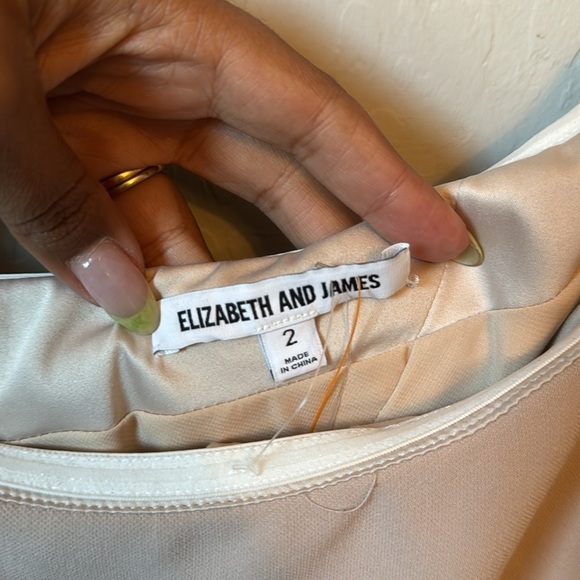 ELIZABETH AND JAMES
2
MADE
IN CHINA